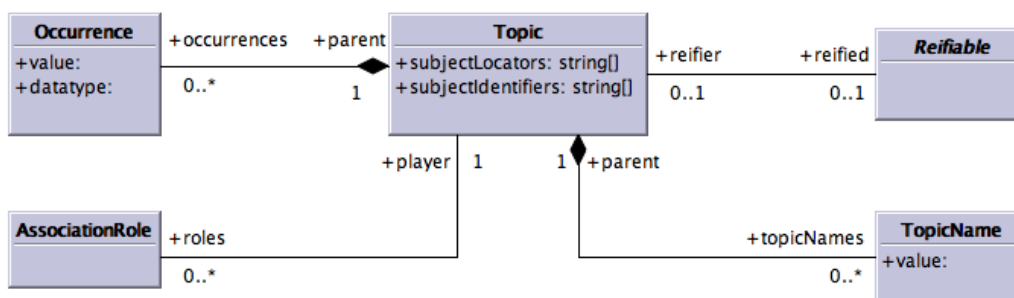 Occurrence
+value:
+datatype:
+occurrences
0..*
+parent
1
Topic
+subjectLocators: string[]
+subjectIdentifiers: string[]
+reifier
0..1
+reified
0..1
Reifiable
+player
1
1
+parent
AssociationRole
+roles
0..*
+topicNames
0..*
TopicName
+value: